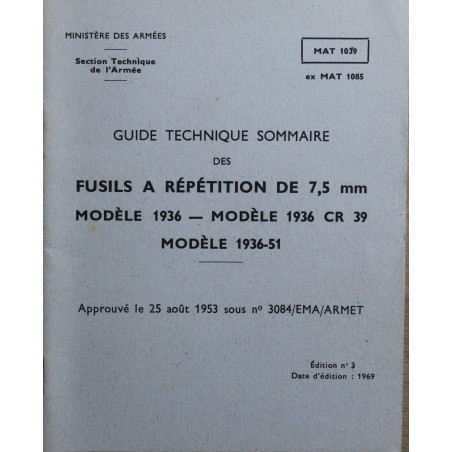 MINISTÈRE DES ARMÉES
Section Technique
de l'Armée
MAT 1039
ex MAT 1085
GUIDE TECHNIQUE SOMMAIRE
DES
FUSILS A RÉPÉTITION DE 7,5 mm
MODÈLE 1936 — MODÈLE 1936 CR 39
MODÈLE 1936-51
Approuvé le 25 août 1953 sous nº 3084/EMA/ARMET
Édition nº 3
Date d'édition : 1969